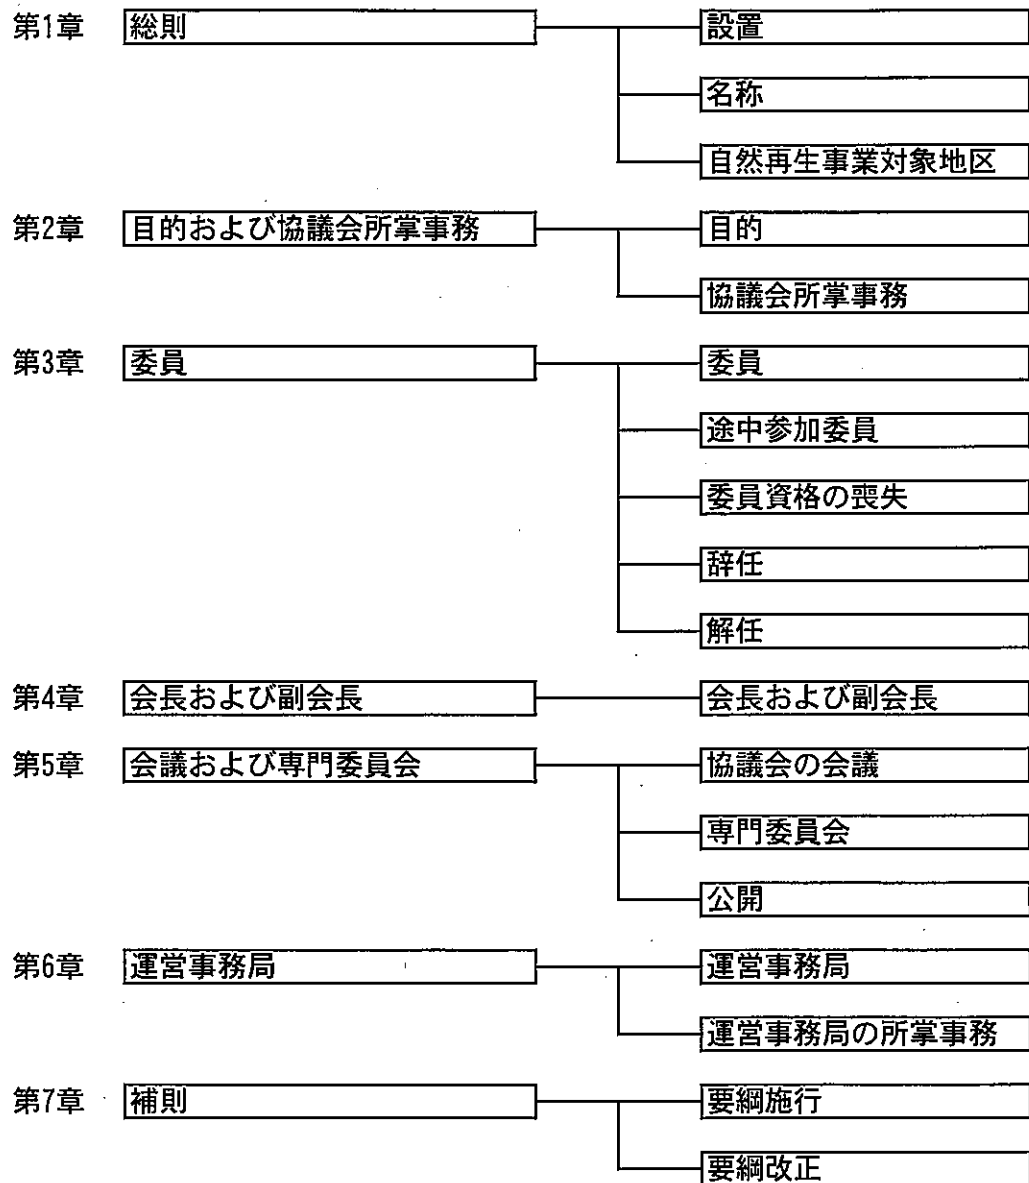 第1章 総則 設置
名称
自然再生事業対象地区
第2章 目的および協議会所掌事務 目的
協議会所掌事務
第3章 委員 委員
途中参加委員
委員資格の喪失
辞任
解任
第4章 会長および副会長 会長および副会長
第5章 会議および専門委員会 協議会の会議
専門委員会
公開
第6章 運営事務局 運営事務局
運営事務局の所掌事務
第7章 補則 要綱施行
要綱改正